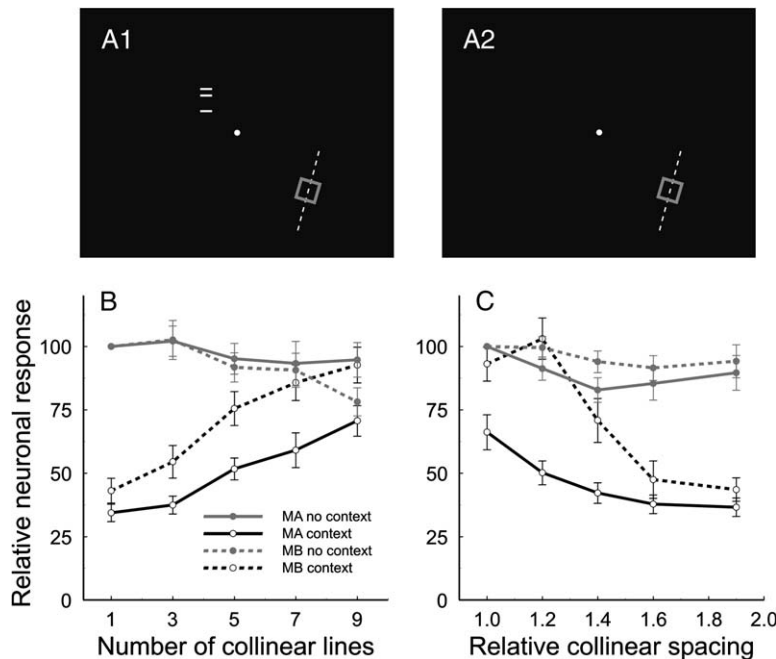 A1
A2
B
C
Relative neuronal response
100
75
50
25
0
MA no context
MA context
MB no context
MB context
1 3 5 7 9
Number of collinear lines
100
75
50
25
0
1.0 1.2 1.4 1.6 1.8 2.0
Relative collinear spacing